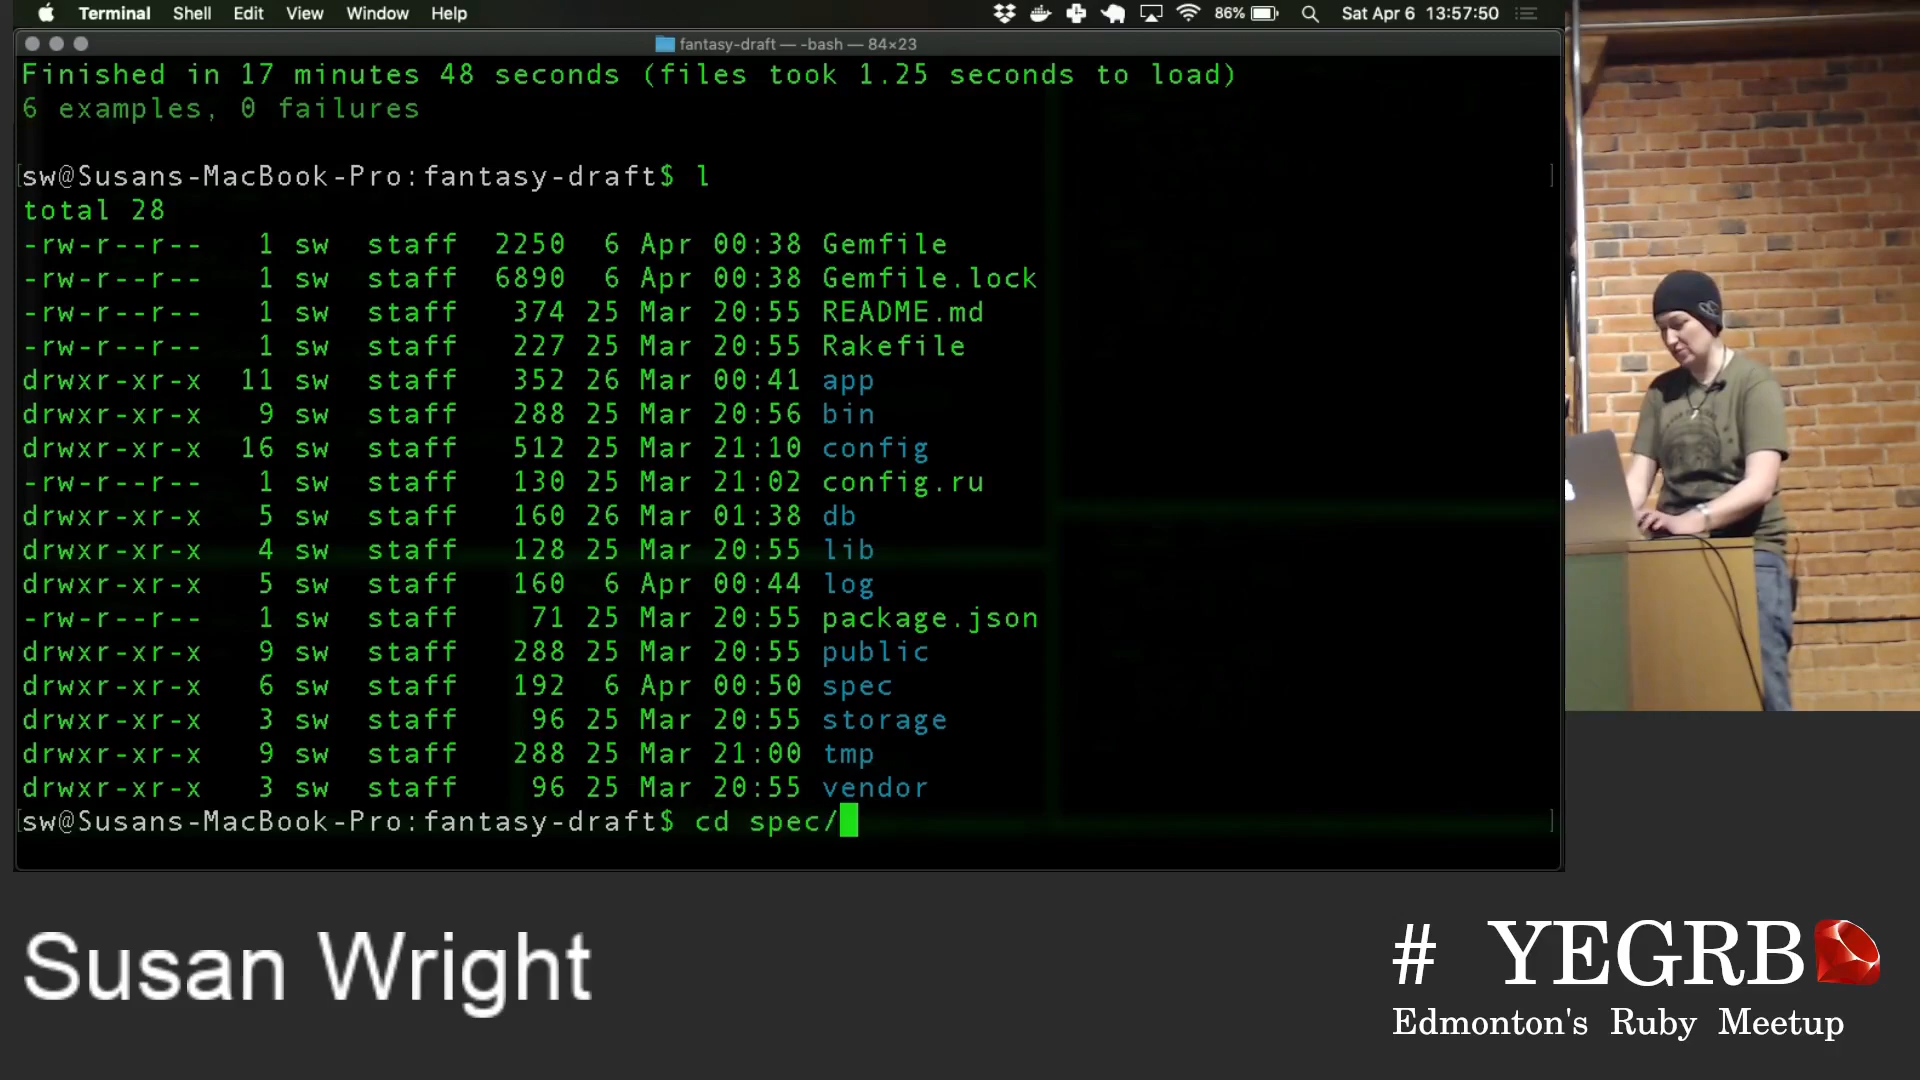 Terminal Shell Edit View Window Help 86% Sat Apr 6 13:57:50
fantasy-draft — -bash — 84×23
Finished in 17 minutes 48 seconds (files took 1.25 seconds to load)
6 examples, 0 failures
sw@Susans-MacBook-Pro:fantasy-draft$ l
total 28
-rw-r--r-- 1 sw staff 2250 6 Apr 00:38 Gemfile
-rw-r--r-- 1 sw staff 6890 6 Apr 00:38 Gemfile.lock
-rw-r--r-- 1 sw staff 374 25 Mar 20:55 README.md
-rw-r--r-- 1 sw staff 227 25 Mar 20:55 Rakefile
drwxr-xr-x 11 sw staff 352 26 Mar 00:41 app
drwxr-xr-x 9 sw staff 288 25 Mar 20:56 bin
drwxr-xr-x 16 sw staff 512 25 Mar 21:10 config
-rw-r--r-- 1 sw staff 130 25 Mar 21:02 config.ru
drwxr-xr-x 5 sw staff 160 26 Mar 01:38 db
drwxr-xr-x 4 sw staff 128 25 Mar 20:55 lib
drwxr-xr-x 5 sw staff 160 6 Apr 00:44 log
-rw-r--r-- 1 sw staff 71 25 Mar 20:55 package.json
drwxr-xr-x 9 sw staff 288 25 Mar 20:55 public
drwxr-xr-x 6 sw staff 192 6 Apr 00:50 spec
drwxr-xr-x 3 sw staff 96 25 Mar 20:55 storage
drwxr-xr-x 9 sw staff 288 25 Mar 21:00 tmp
drwxr-xr-x 3 sw staff 96 25 Mar 20:55 vendor
sw@Susans-MacBook-Pro:fantasy-draft$ cd spec/
Susan Wright
# YEGRB
Edmonton's Ruby Meetup